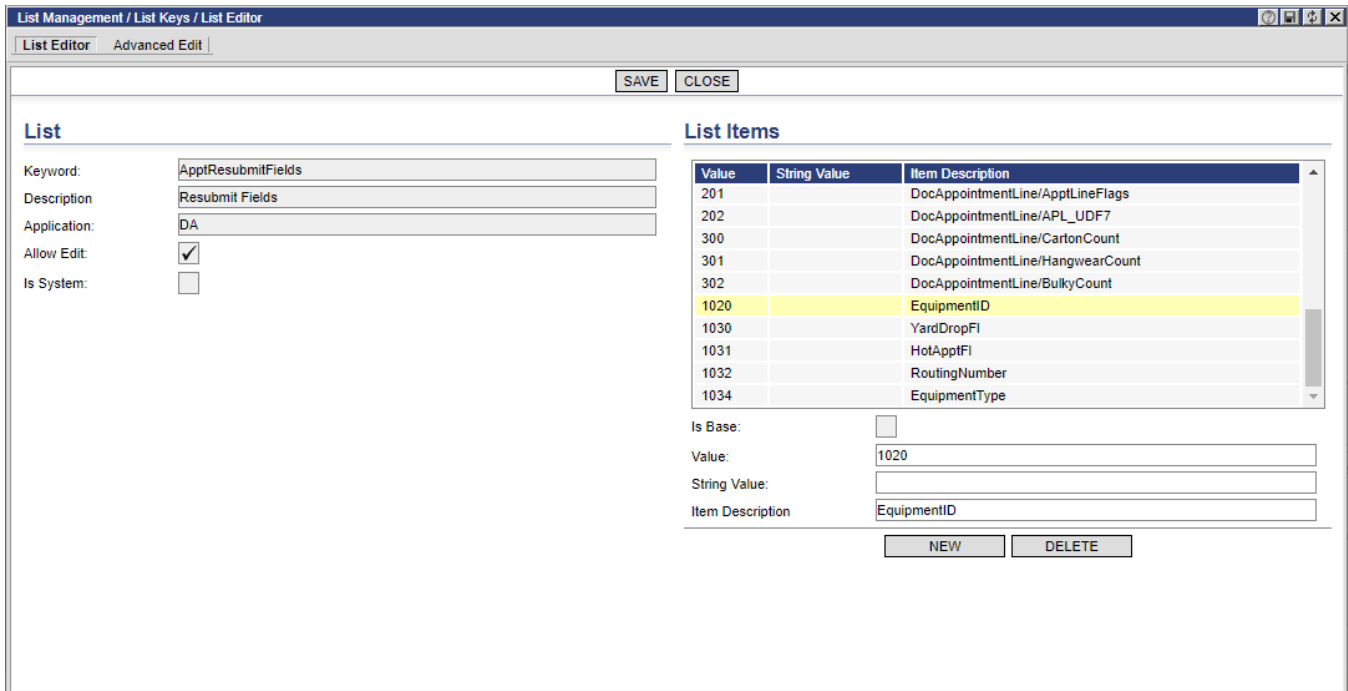 List Management / List Keys / List Editor
List Editor Advanced Edit
SAVE CLOSE
List
Keyword: ApptResubmitFields
Description Resubmit Fields
Application: DA
Allow Edit:
Is System:
List Items
Value String Value Item Description
201 DocAppointmentLine/ApptLineFlags
202 DocAppointmentLine/APL_UDF7
300 DocAppointmentLine/CartonCount
301 DocAppointmentLine/HangwearCount
302 DocAppointmentLine/BulkyCount
1020 EquipmentID
1030 YardDropFl
1031 HotApptFl
1032 RoutingNumber
1034 EquipmentType
Is Base:
Value: 1020
String Value:
Item Description EquipmentID
NEW DELETE